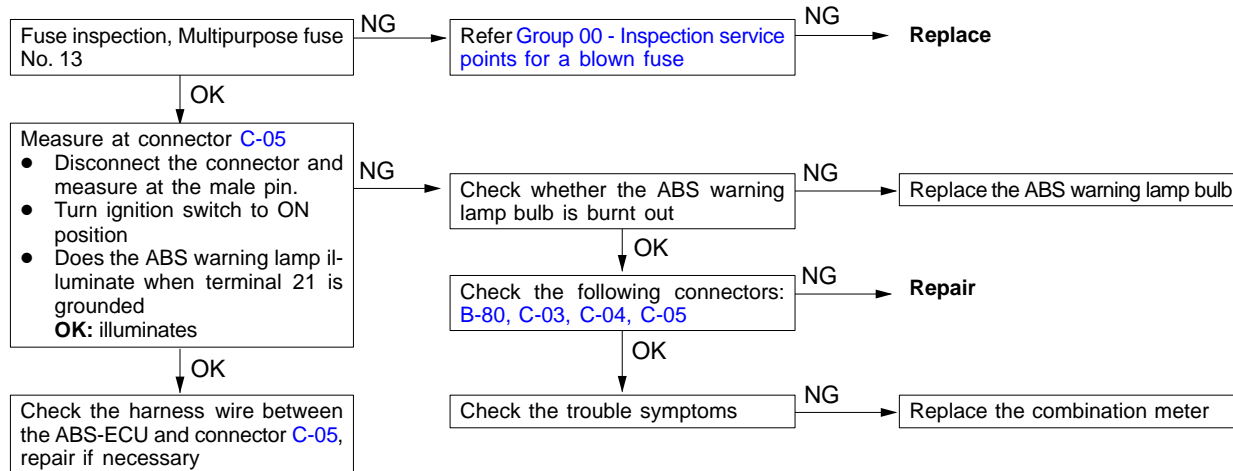 Fuse inspection, Multipurpose fuse
No. 13
NG
Refer Group 00 - Inspection service
points for a blown fuse
NG
Replace
OK
Measure at connector C-05
● Disconnect the connector and
measure at the male pin.
● Turn ignition switch to ON
position
● Does the ABS warning lamp il-
luminate when terminal 21 is
grounded
OK: illuminates
NG
Check whether the ABS warning
lamp bulb is burnt out
NG
Replace the ABS warning lamp bulb
OK
Check the following connectors:
B-80, C-03, C-04, C-05
NG
Repair
OK
OK
Check the harness wire between
the ABS-ECU and connector C-05,
repair if necessary
Check the trouble symptoms
NG
Replace the combination meter